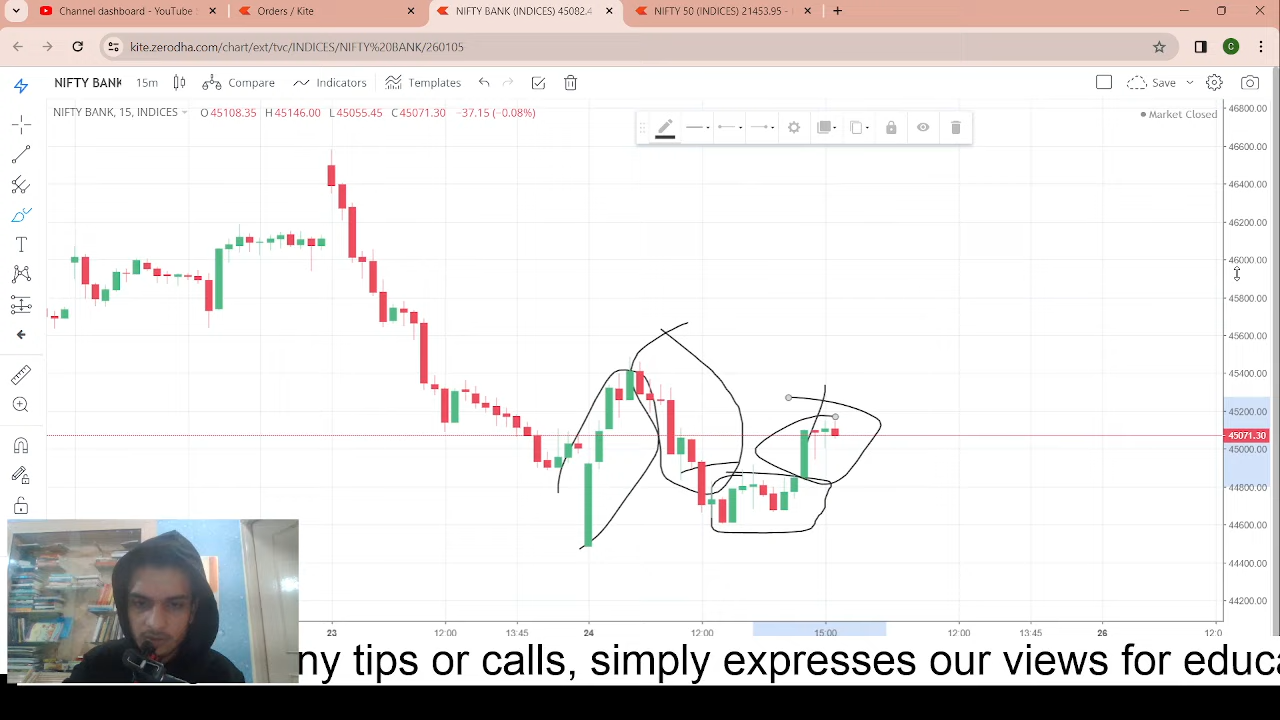 Channel dashboard - YouTube
Orders / Kite
NIFTY BANK (INDICES) 45082.4
NIFTY 50 (INDICES) 21453.95 -
kite.zerodha.com/chart/ext/tvc/INDICES/NIFTY%20BANK/260105
C
NIFTY BANK 15m Compare Indicators Templates Save
NIFTY BANK, 15, INDICES O45108.35 H45146.00 L45055.45 C45071.30 −37.15 (−0.08%)
Market Closed
46800.00
46600.00
46400.00
46200.00
46000.00
45800.00
45600.00
45400.00
45200.00
45071.30
45000.00
44800.00
44600.00
44400.00
44200.00
23 12:00 13:45 24 12:00 15:00 12:00 13:45 26 12:0
ny tips or calls, simply expresses our views for educa